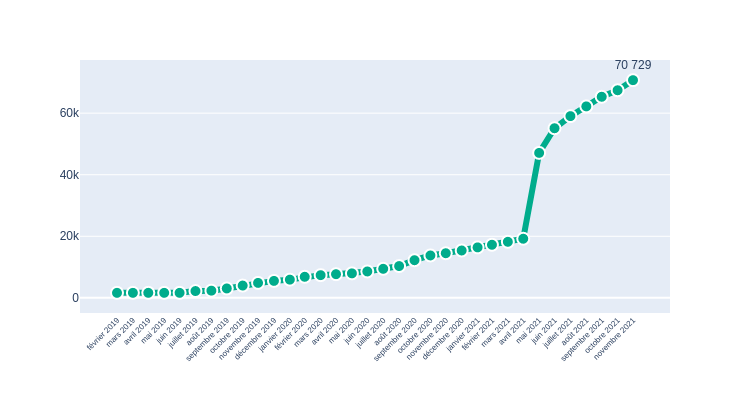 70 729
60k
40k
20k
0
février 2019
mars 2019
avril 2019
mai 2019
juin 2019
juillet 2019
août 2019
septembre 2019
octobre 2019
novembre 2019
décembre 2019
janvier 2020
février 2020
mars 2020
avril 2020
mai 2020
juin 2020
juillet 2020
août 2020
septembre 2020
octobre 2020
novembre 2020
décembre 2020
janvier 2021
février 2021
mars 2021
avril 2021
mai 2021
juin 2021
juillet 2021
août 2021
septembre 2021
octobre 2021
novembre 2021